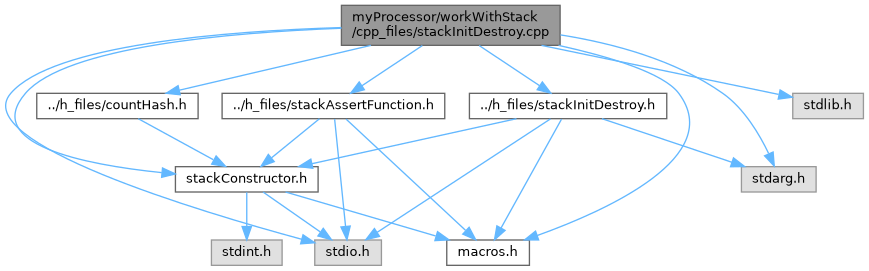 myProcessor/workWithStack
/cpp_files/stackInitDestroy.cpp
../h_files/countHash.h
../h_files/stackAssertFunction.h
../h_files/stackInitDestroy.h
stdlib.h
stackConstructor.h
stdarg.h
stdint.h
stdio.h
macros.h